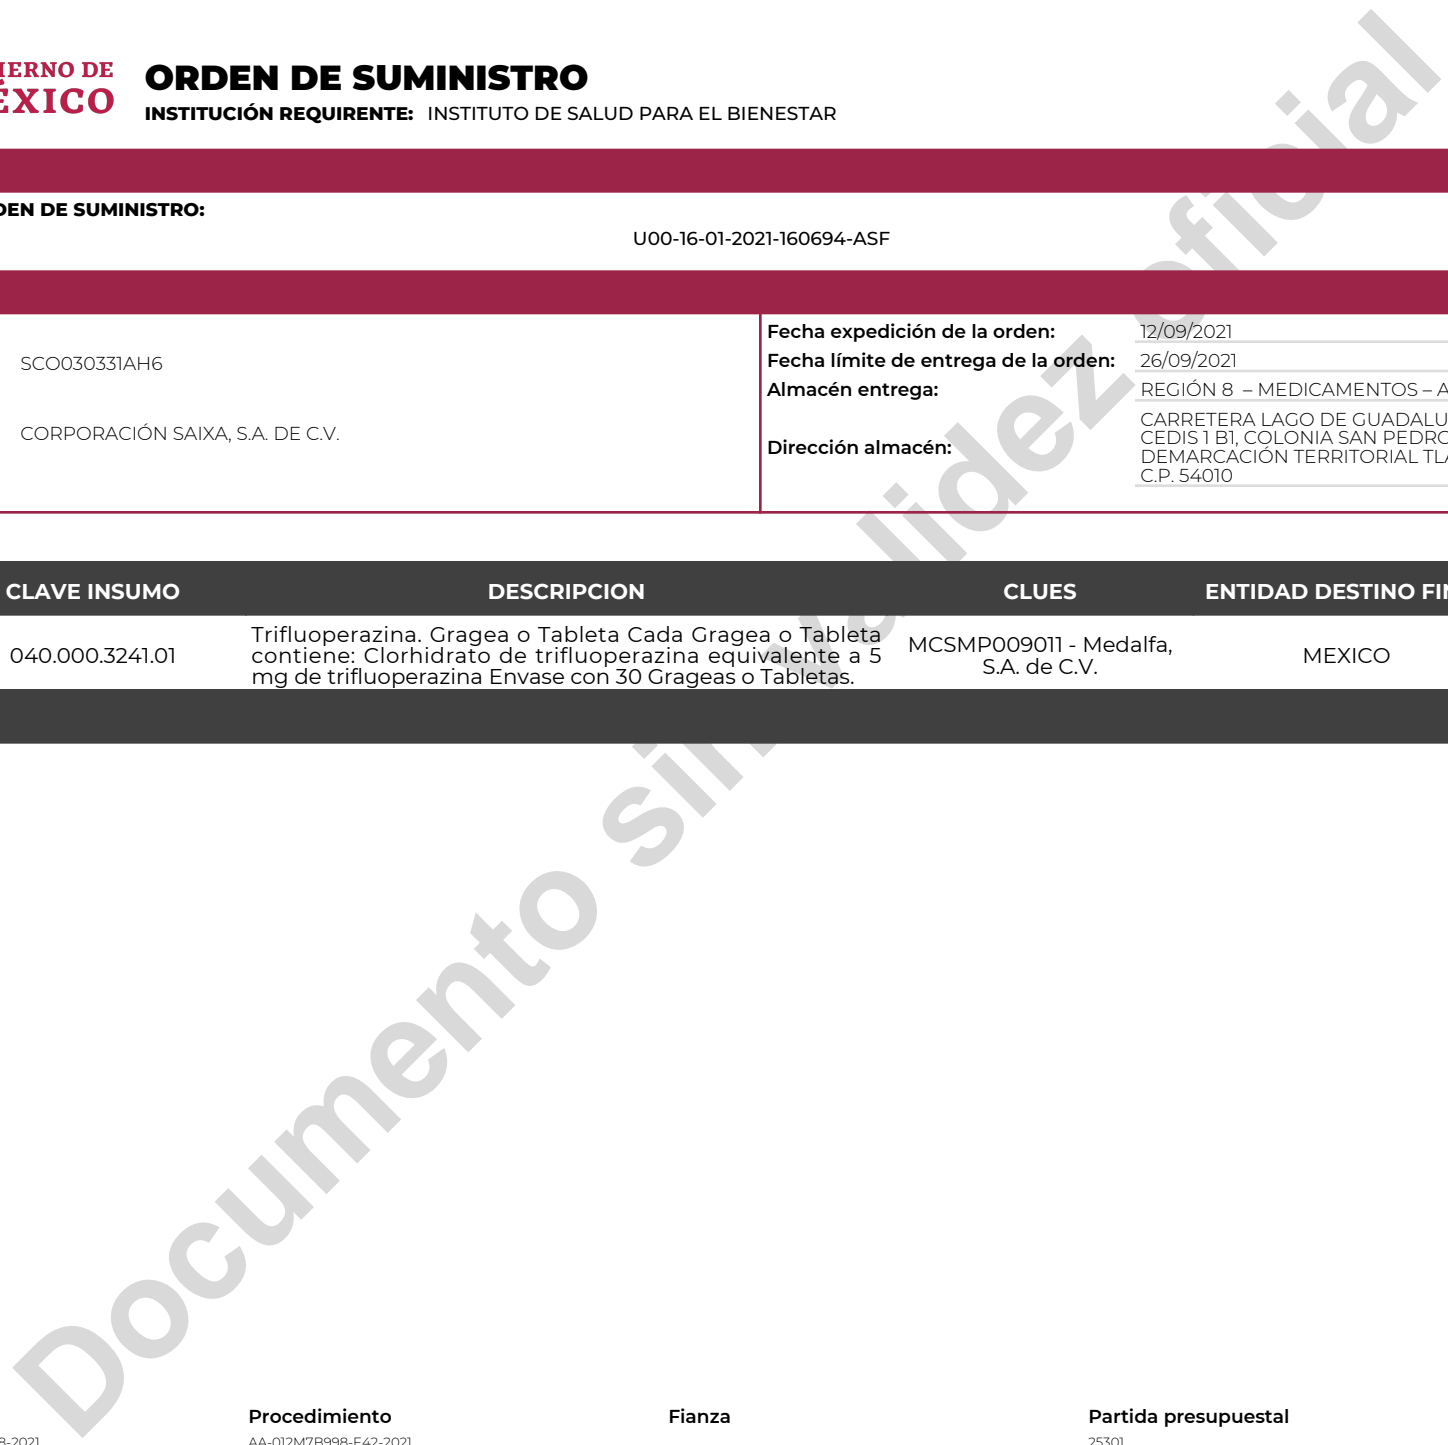 IERNO DE
ÉXICO
ORDEN DE SUMINISTRO
INSTITUCIÓN REQUIRENTE: INSTITUTO DE SALUD PARA EL BIENESTAR
DEN DE SUMINISTRO:
U00-16-01-2021-160694-ASF
SCO030331AH6
CORPORACIÓN SAIXA, S.A. DE C.V.
Fecha expedición de la orden: 12/09/2021
Fecha límite de entrega de la orden: 26/09/2021
Almacén entrega: REGIÓN 8 – MEDICAMENTOS – A
Dirección almacén:
CARRETERA LAGO DE GUADALU
CEDIS 1 B1, COLONIA SAN PEDRO
DEMARCACIÓN TERRITORIAL TLA
C.P. 54010
CLAVE INSUMO DESCRIPCION CLUES ENTIDAD DESTINO FIN
040.000.3241.01
Trifluoperazina. Gragea o Tableta Cada Gragea o Tableta
contiene: Clorhidrato de trifluoperazina equivalente a 5
mg de trifluoperazina Envase con 30 Grageas o Tabletas.
MCSMP009011 - Medalfa,
S.A. de C.V.
MEXICO
Documento sin validez oficial
Procedimiento Fianza Partida presupuestal
8-2021 AA-012M7B998-E42-2021 25301